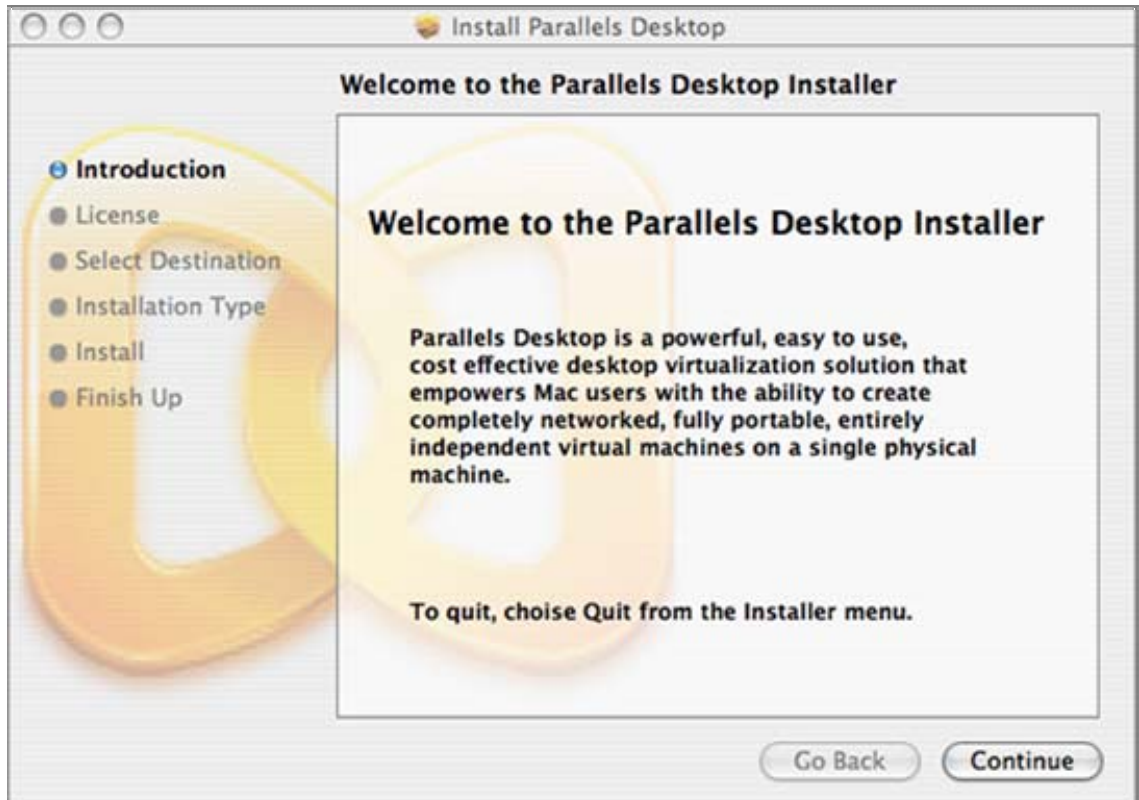 Install Parallels Desktop
Welcome to the Parallels Desktop Installer
Introduction
License
Select Destination
Installation Type
Install
Finish Up
Welcome to the Parallels Desktop Installer
Parallels Desktop is a powerful, easy to use,
cost effective desktop virtualization solution that
empowers Mac users with the ability to create
completely networked, fully portable, entirely
independent virtual machines on a single physical
machine.
To quit, choise Quit from the Installer menu.
Go Back
Continue